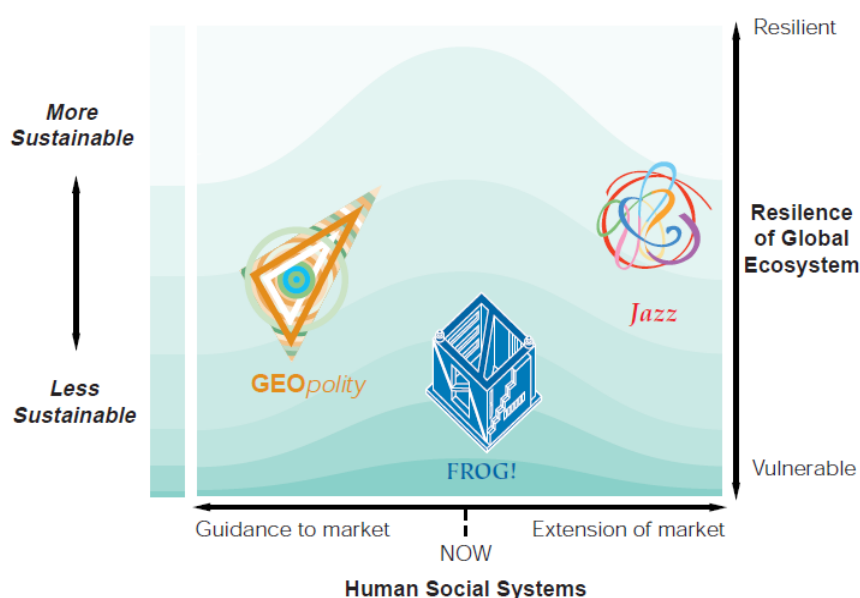 Resilient
More
Sustainable
Resilence
of Global
Ecosystem
Jazz
GEOpolity
Less
Sustainable
FROG!
Vulnerable
Guidance to market
Extension of market
NOW
Human Social Systems